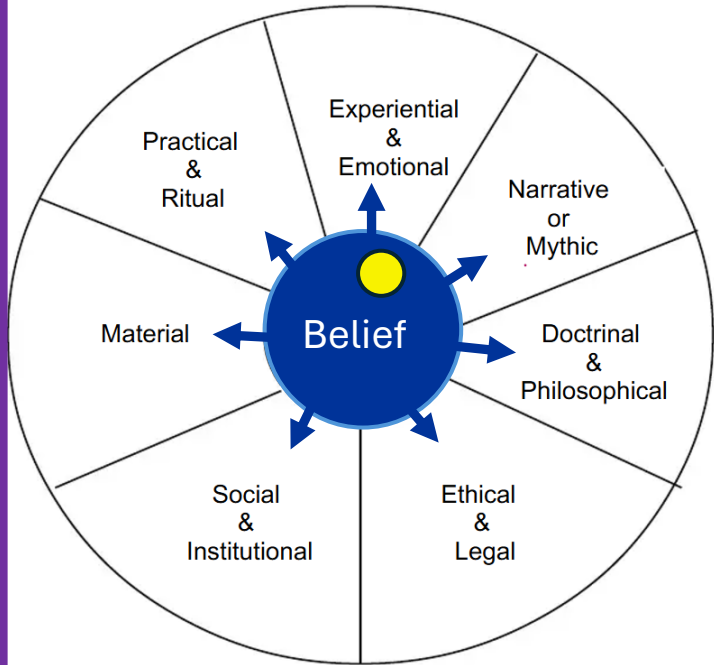 Experiential
&
Emotional
Practical
&
Ritual
Narrative
or
Mythic
Material
Belief
Doctrinal
&
Philosophical
Social
&
Institutional
Ethical
&
Legal